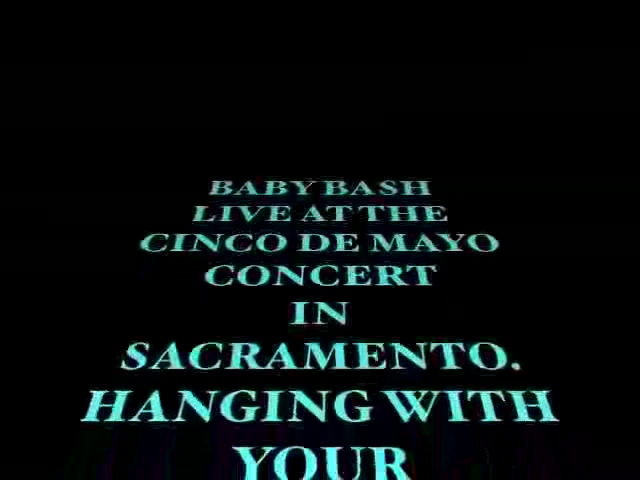 BABY BASH
LIVE AT THE
CINCO DE MAYO
CONCERT
IN
SACRAMENTO.
HANGING WITH
YOUR